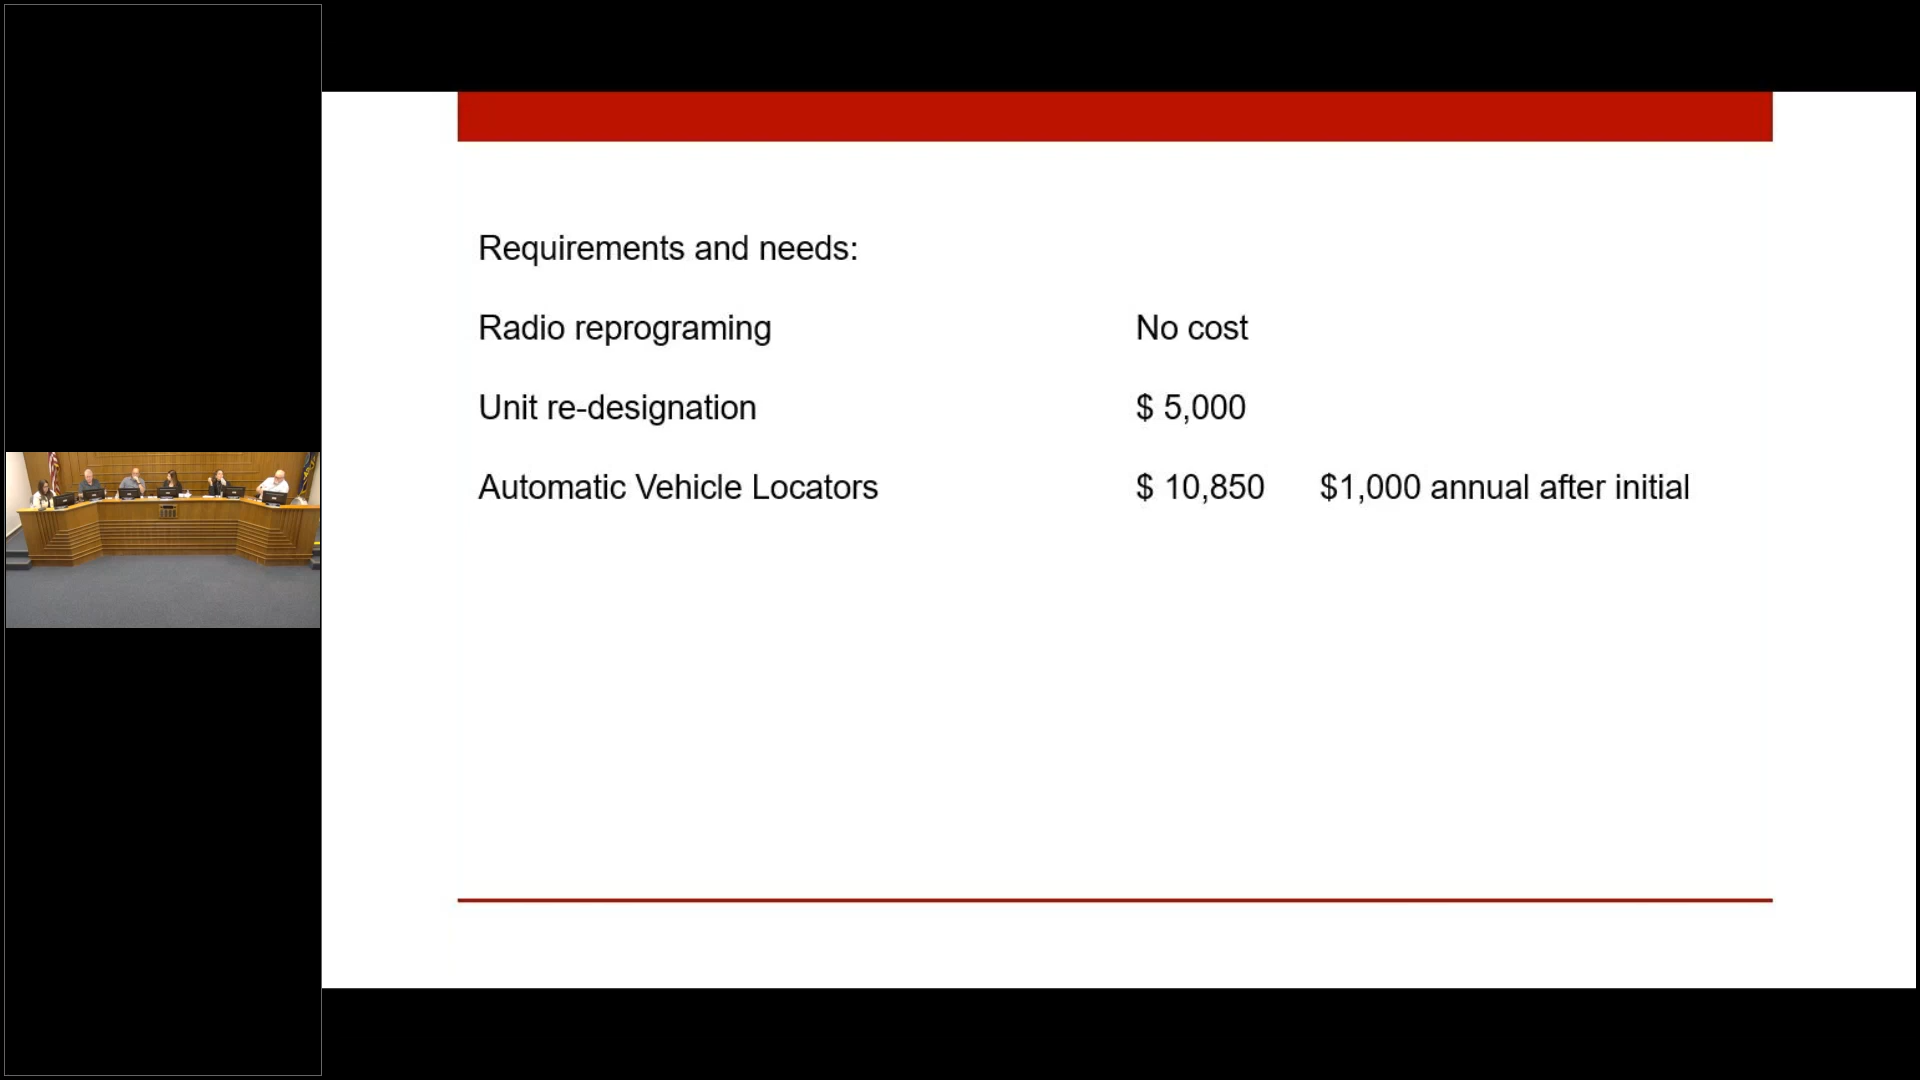 Requirements and needs:
Radio reprograming No cost
Unit re-designation $ 5,000
Automatic Vehicle Locators $ 10,850 $1,000 annual after initial